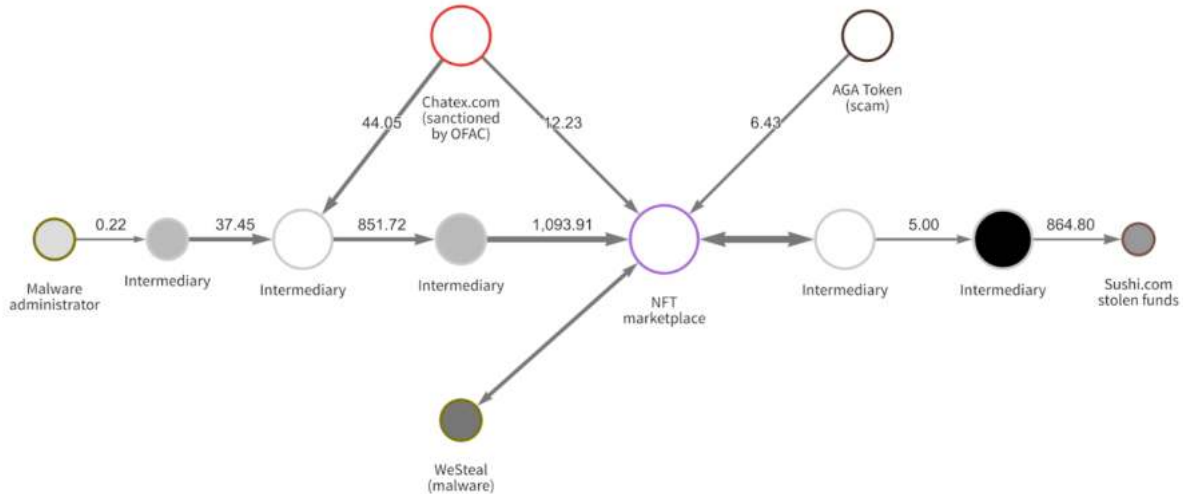 Chatex.com
(sanctioned
by OFAC)
AGA Token
(scam)
44.05
12.23
6.43
0.22
37.45
851.72
1,093.91
5.00
864.80
Malware
administrator
Intermediary
Intermediary
Intermediary
NFT
marketplace
Intermediary
Intermediary
Sushi.com
stolen funds
WeSteal
(malware)